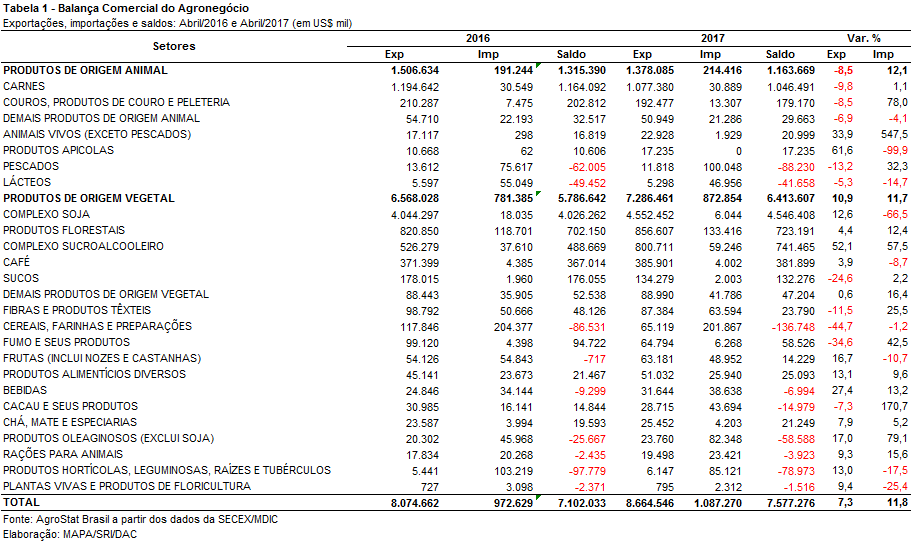 Tabela 1 - Balança Comercial do Agronegócio
Exportações, importações e saldos: Abril/2016 e Abril/2017 (em US$ mil)
Setores 2016 2017 Var. %
Exp Imp Saldo Exp Imp Saldo Exp Imp
PRODUTOS DE ORIGEM ANIMAL 1.506.634 191.244 1.315.390 1.378.085 214.416 1.163.669 -8,5 12,1
CARNES 1.194.642 30.549 1.164.092 1.077.380 30.889 1.046.491 -9,8 1,1
COUROS, PRODUTOS DE COURO E PELETERIA 210.287 7.475 202.812 192.477 13.307 179.170 -8,5 78,0
DEMAIS PRODUTOS DE ORIGEM ANIMAL 54.710 22.193 32.517 50.949 21.286 29.663 -6,9 -4,1
ANIMAIS VIVOS (EXCETO PESCADOS) 17.117 298 16.819 22.928 1.929 20.999 33,9 547,5
PRODUTOS APICOLAS 10.668 62 10.606 17.235 0 17.235 61,6 -99,9
PESCADOS 13.612 75.617 -62.005 11.818 100.048 -88.230 -13,2 32,3
LÁCTEOS 5.597 55.049 -49.452 5.298 46.956 -41.658 -5,3 -14,7
PRODUTOS DE ORIGEM VEGETAL 6.568.028 781.385 5.786.642 7.286.461 872.854 6.413.607 10,9 11,7
COMPLEXO SOJA 4.044.297 18.035 4.026.262 4.552.452 6.044 4.546.408 12,6 -66,5
PRODUTOS FLORESTAIS 820.850 118.701 702.150 856.607 133.416 723.191 4,4 12,4
COMPLEXO SUCROALCOOLEIRO 526.279 37.610 488.669 800.711 59.246 741.465 52,1 57,5
CAFÉ 371.399 4.385 367.014 385.901 4.002 381.899 3,9 -8,7
SUCOS 178.015 1.960 176.055 134.279 2.003 132.276 -24,6 2,2
DEMAIS PRODUTOS DE ORIGEM VEGETAL 88.443 35.905 52.538 88.990 41.786 47.204 0,6 16,4
FIBRAS E PRODUTOS TÊXTEIS 98.792 50.666 48.126 87.384 63.594 23.790 -11,5 25,5
CEREAIS, FARINHAS E PREPARAÇÕES 117.846 204.377 -86.531 65.119 201.867 -136.748 -44,7 -1,2
FUMO E SEUS PRODUTOS 99.120 4.398 94.722 64.794 6.268 58.526 -34,6 42,5
FRUTAS (INCLUI NOZES E CASTANHAS) 54.126 54.843 -717 63.181 48.952 14.229 16,7 -10,7
PRODUTOS ALIMENTÍCIOS DIVERSOS 45.141 23.673 21.467 51.032 25.940 25.093 13,1 9,6
BEBIDAS 24.846 34.144 -9.299 31.644 38.638 -6.994 27,4 13,2
CACAU E SEUS PRODUTOS 30.985 16.141 14.844 28.715 43.694 -14.979 -7,3 170,7
CHÁ, MATE E ESPECIARIAS 23.587 3.994 19.593 25.452 4.203 21.249 7,9 5,2
PRODUTOS OLEAGINOSOS (EXCLUI SOJA) 20.302 45.968 -25.667 23.760 82.348 -58.588 17,0 79,1
RAÇÕES PARA ANIMAIS 17.834 20.268 -2.435 19.498 23.421 -3.923 9,3 15,6
PRODUTOS HORTÍCOLAS, LEGUMINOSAS, RAÍZES E TUBÉRCULOS 5.441 103.219 -97.779 6.147 85.121 -78.973 13,0 -17,5
PLANTAS VIVAS E PRODUTOS DE FLORICULTURA 727 3.098 -2.371 795 2.312 -1.516 9,4 -25,4
TOTAL 8.074.662 972.629 7.102.033 8.664.546 1.087.270 7.577.276 7,3 11,8
Fonte: AgroStat Brasil a partir dos dados da SECEX/MDIC
Elaboração: MAPA/SRI/DAC